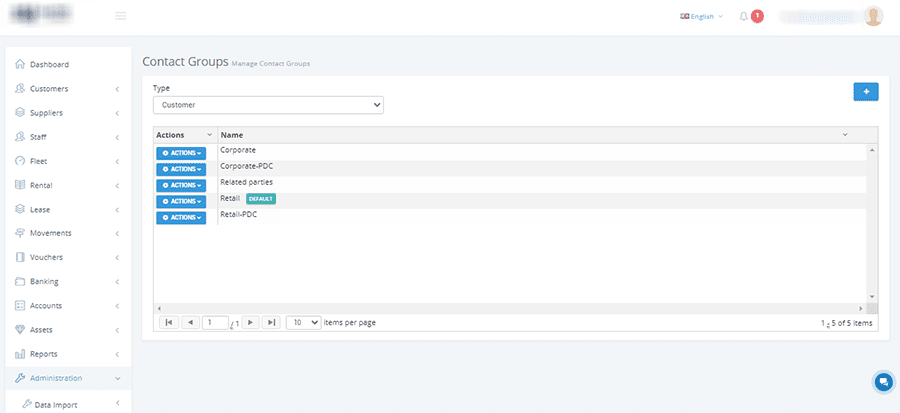 English
1
Dashboard
Customers
Suppliers
Staff
Fleet
Rental
Lease
Movements
Vouchers
Banking
Accounts
Assets
Reports
Administration
Data Import
Contact Groups Manage Contact Groups
Type
Customer
+
Actions Name
ACTIONS Corporate
ACTIONS Corporate-PDC
ACTIONS Related parties
ACTIONS Retail DEFAULT
ACTIONS Retail-PDC
1 / 1 10 items per page 1 - 5 of 5 items